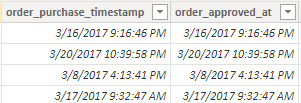 order_purchase_timestamp order_approved_at
3/16/2017 9:16:46 PM 3/16/2017 9:16:46 PM
3/20/2017 10:39:58 PM 3/20/2017 10:39:58 PM
3/8/2017 4:13:41 PM 3/8/2017 4:13:41 PM
3/17/2017 9:32:47 AM 3/17/2017 9:32:47 AM